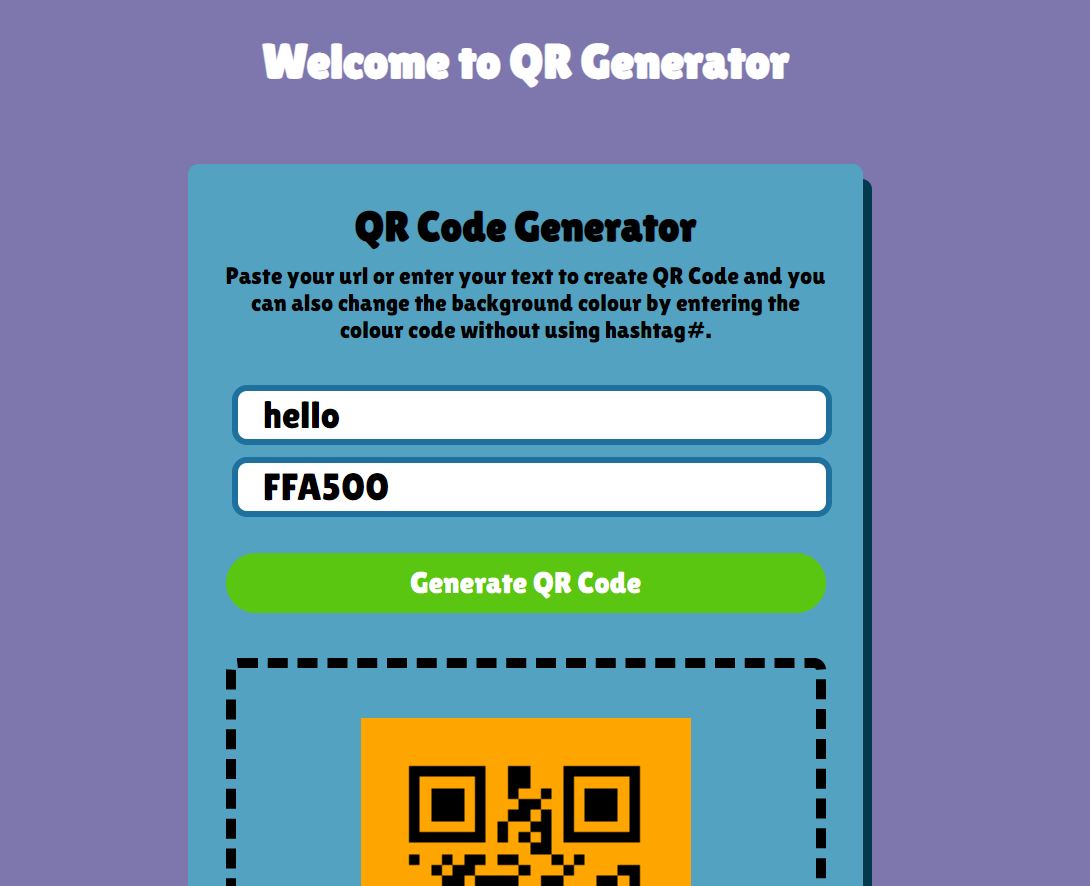 Welcome to QR Generator
QR Code Generator
Paste your url or enter your text to create QR Code and you
can also change the background colour by entering the
colour code without using hashtag#.
hello
FFA500
Generate QR Code